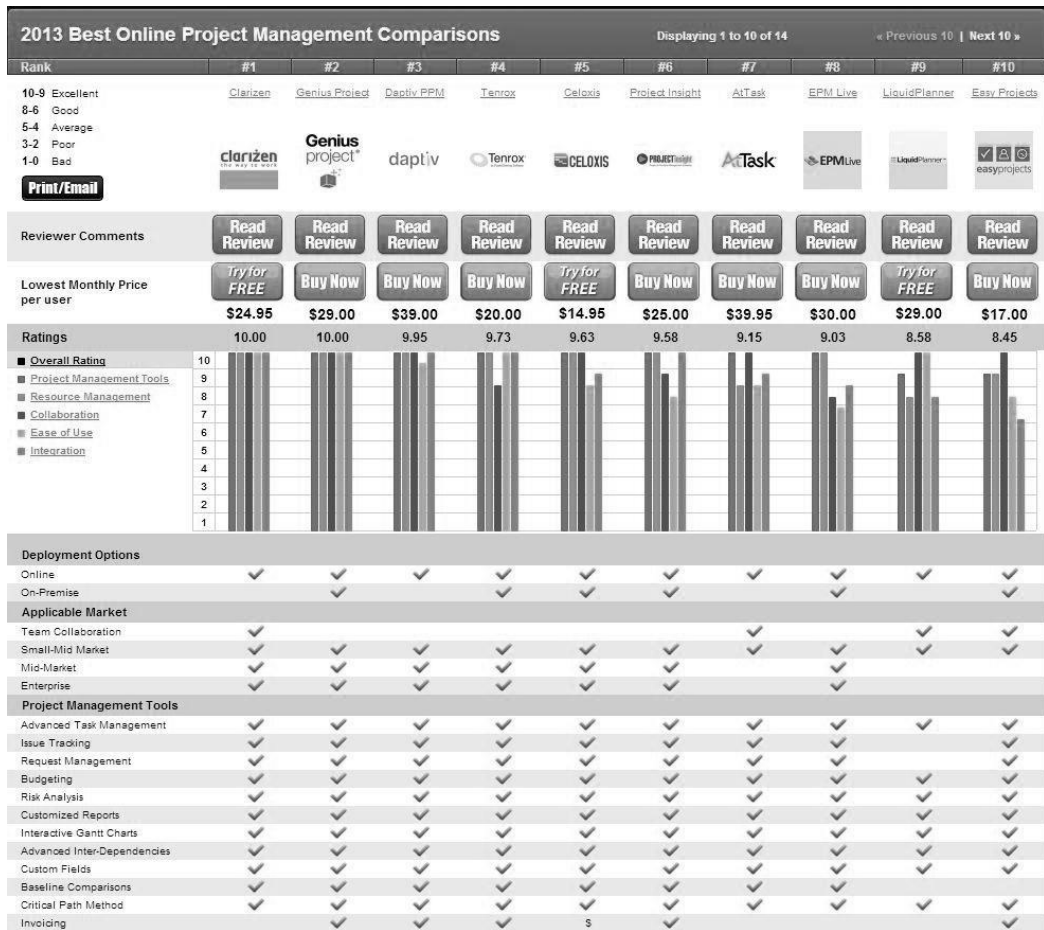 2013 Best Online Project Management Comparisons Displaying 1 to 10 of 14 « Previous 10 | Next 10 »
Rank #1 #2 #3 #4 #5 #6 #7 #8 #9 #10
10-9 Excellent Clarizen Genius Project Daptiv PPM Tenrox Celoxis Project Insight AtTask EPM Live LiquidPlanner Easy Projects
8-6 Good
5-4 Average
3-2 Poor
1-0 Bad
clarizen the way to work Genius project daptiv Tenrox CELOXIS PROJECT insight AtTask EPMLive LiquidPlanner easyprojects
Print/Email
Reviewer Comments Read Review Read Review Read Review Read Review Read Review Read Review Read Review Read Review Read Review Read Review
Lowest Monthly Price per user Try for FREE Buy Now Buy Now Buy Now Try for FREE Buy Now Buy Now Buy Now Try for FREE Buy Now
$24.95 $29.00 $39.00 $20.00 $14.95 $25.00 $39.95 $30.00 $29.00 $17.00
Ratings 10.00 10.00 9.95 9.73 9.63 9.58 9.15 9.03 8.58 8.45
Overall Rating 10
Project Management Tools 9
Resource Management 8
Collaboration 7
Ease of Use 6
Integration 5
4
3
2
1
Deployment Options
Online
On-Premise
Applicable Market
Team Collaboration
Small-Mid Market
Mid-Market
Enterprise
Project Management Tools
Advanced Task Management
Issue Tracking
Request Management
Budgeting
Risk Analysis
Customized Reports
Interactive Gantt Charts
Advanced Inter-Dependencies
Custom Fields
Baseline Comparisons
Critical Path Method
Invoicing $